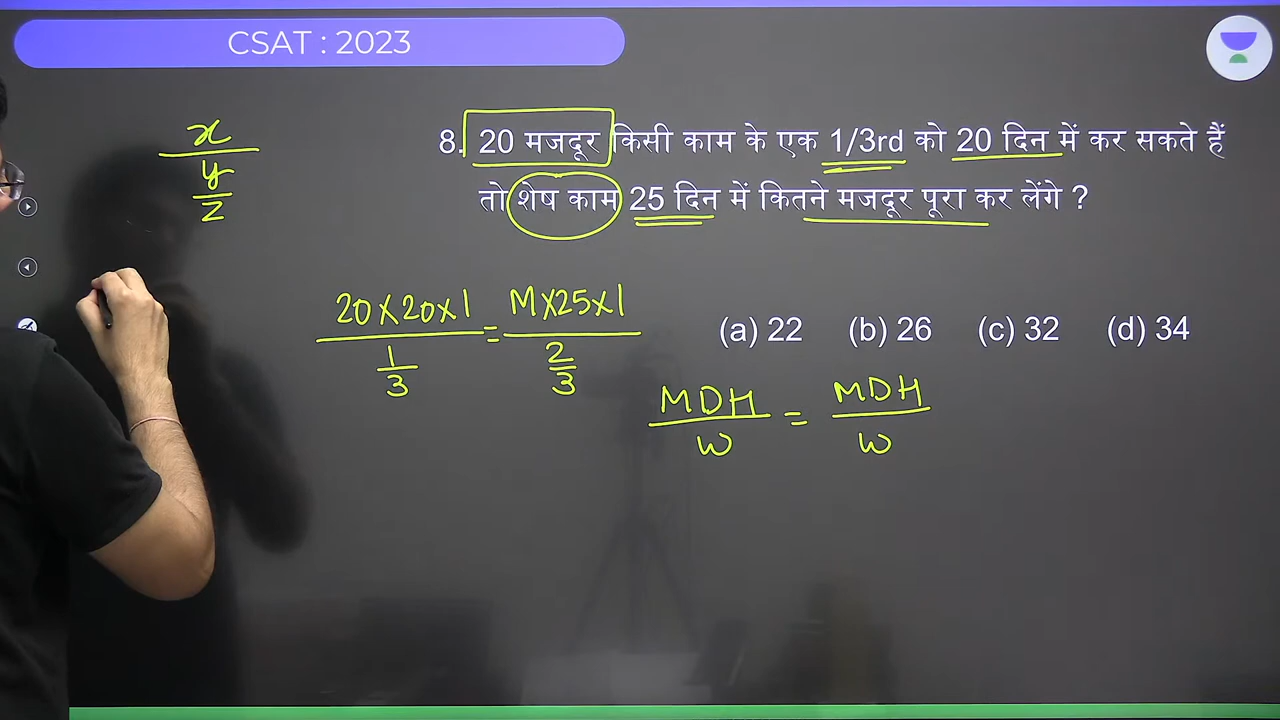 CSAT : 2023
8. 20 मजदूर किसी काम के एक 1/3rd को 20 दिन में कर सकते हैं
तो शेष काम 25 दिन में कितने मजदूर पूरा कर लेंगे ?
x
y
z
20×20×1 = M×25×1
1 2
3 3
(a) 22 (b) 26 (c) 32 (d) 34
MDH = MDH
W W